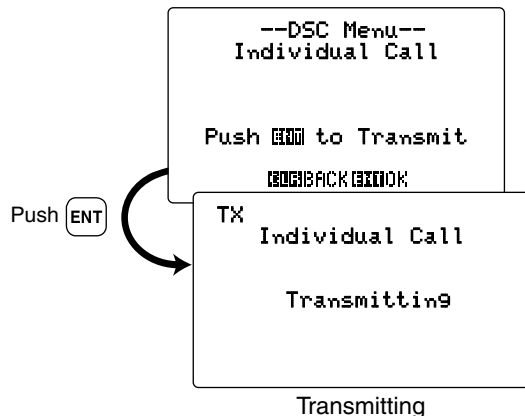 --DSC Menu--
Individual Call
Push ENT to Transmit
CLR BACK ENT OK
Push ENT
TX
Individual Call
Transmitting
Transmitting